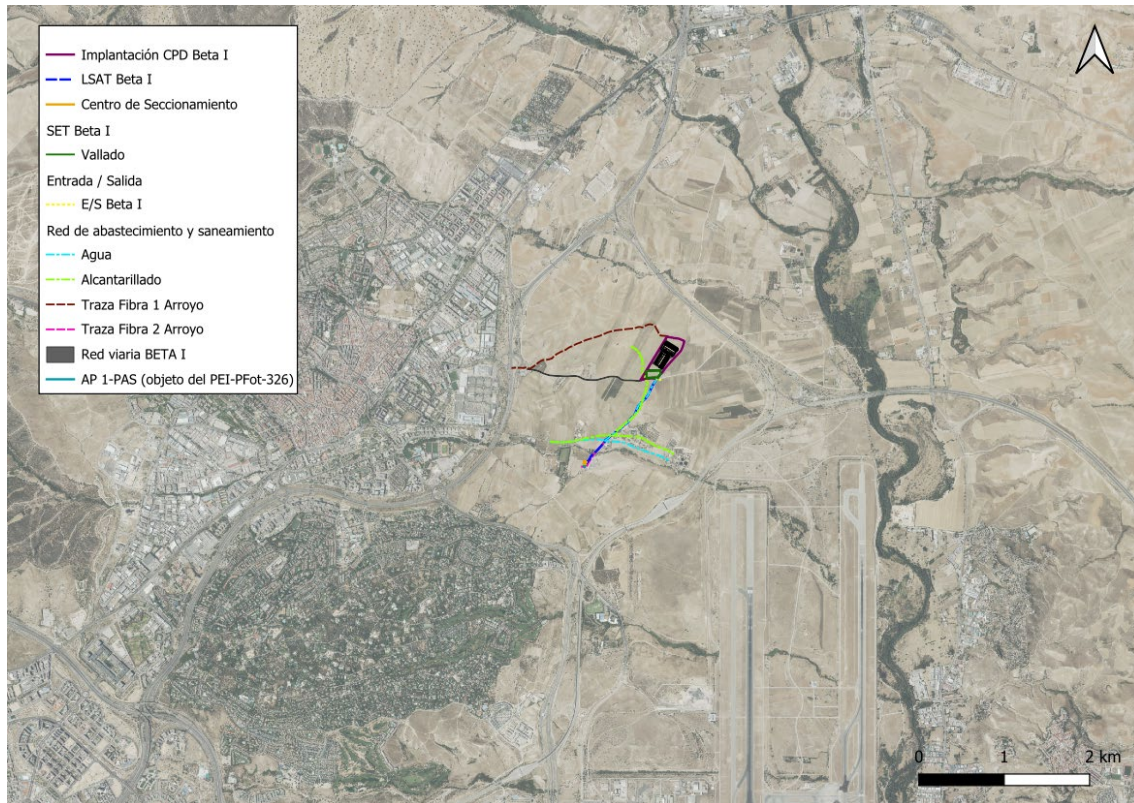 Implantación CPD Beta I
LSAT Beta I
Centro de Seccionamiento
SET Beta I
Vallado
Entrada / Salida
E/S Beta I
Red de abastecimiento y saneamiento
Agua
Alcantarillado
Traza Fibra 1 Arroyo
Traza Fibra 2 Arroyo
Red viaria BETA I
AP 1-PAS (objeto del PEI-PFot-326)
0 1 2 km